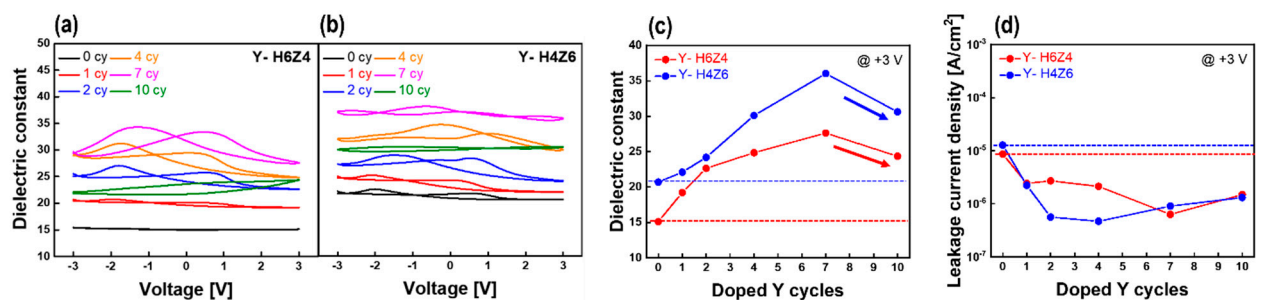 (a)
50
45
40
35
30
25
20
15
10
Dielectric constant
0 cy 4 cy
1 cy 7 cy
2 cy 10 cy
Y- H6Z4
-3 -2 -1 0 1 2 3
Voltage [V]
(b)
0 cy 4 cy
1 cy 7 cy
2 cy 10 cy
Y- H4Z6
-3 -2 -1 0 1 2 3
Voltage [V]
(c)
40
35
30
25
20
15
10
Dielectric constant
Y- H6Z4
Y- H4Z6
@ +3 V
0 1 2 3 4 5 6 7 8 9 10
Doped Y cycles
(d)
10-3
10-4
10-5
10-6
10-7
Leakage current density [A/cm2]
Y- H6Z4
Y- H4Z6
@ +3 V
0 1 2 3 4 5 6 7 8 9 10
Doped Y cycles